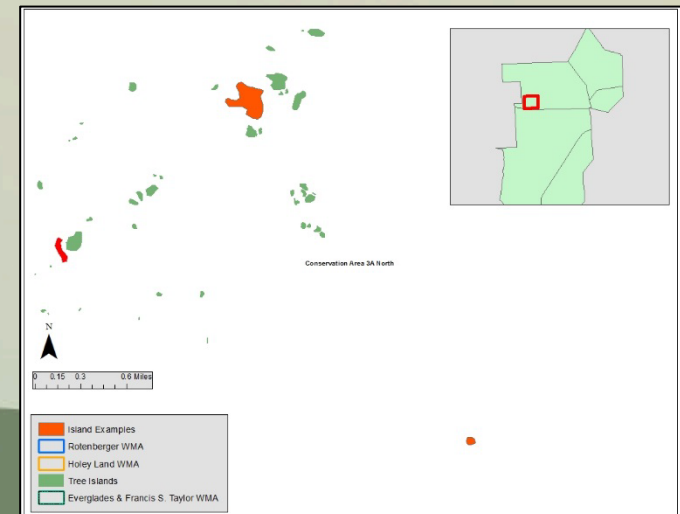 Conservation Area 3A North
N
0 0.15 0.3 0.6 Miles
Island Examples
Rotenberger WMA
Holey Land WMA
Tree Islands
Everglades & Francis S. Taylor WMA